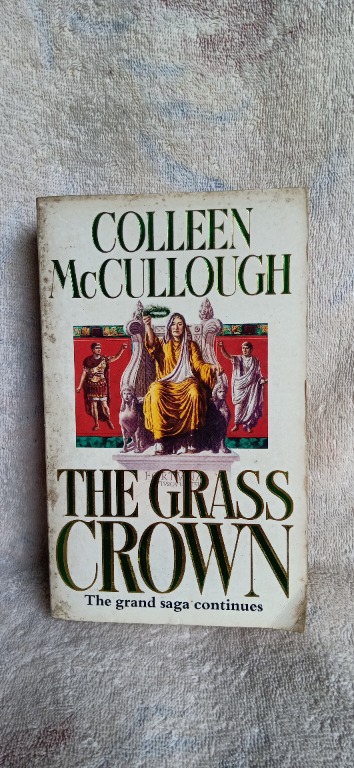 COLLEEN
McCULLOUGH
THE GRASS
CROWN
The grand saga continues